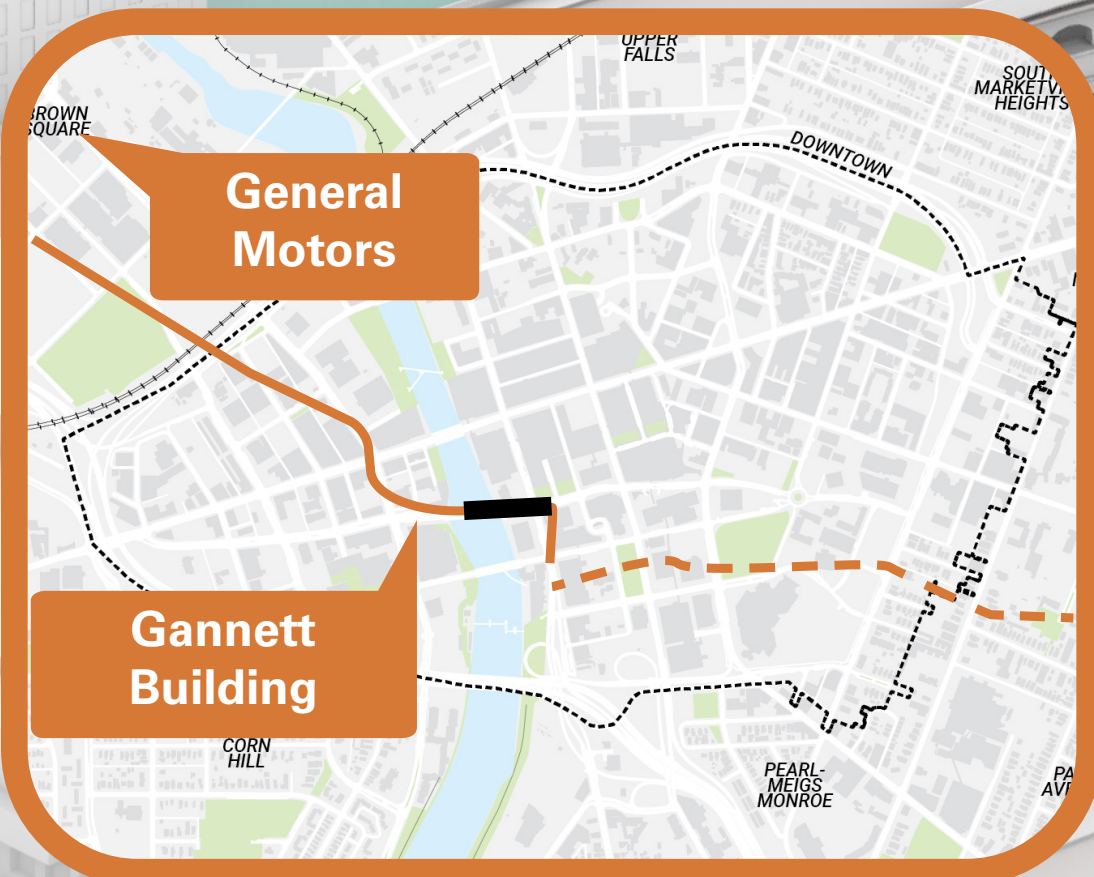 UPPER
FALLS
SOUTH
MARKETVI
HEIGHTS
BROWN
SQUARE
DOWNTOWN
General
Motors
Gannett
Building
CORN
HILL
PEARL-
MEIGS
MONROE
PA
AVE